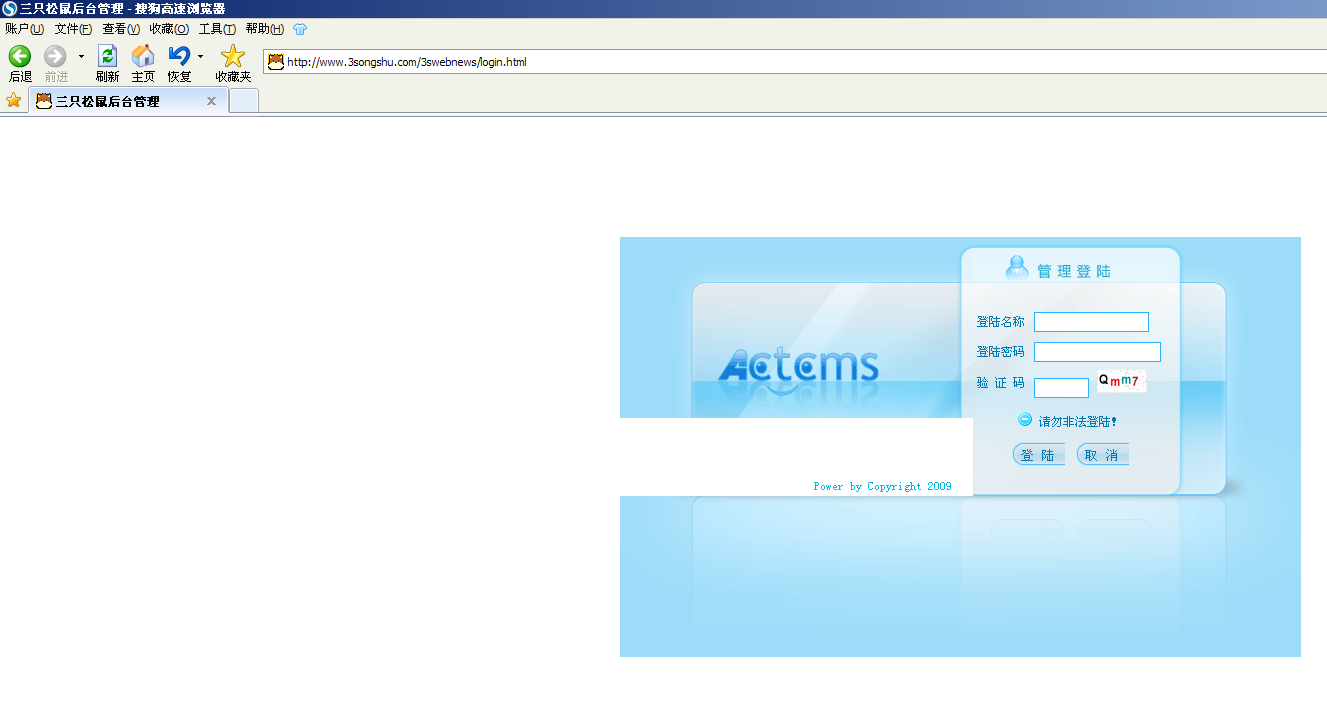 三只松鼠后台管理 - 搜狗高速浏览器
账户(U) 文件(F) 查看(V) 收藏(O) 工具(T) 帮助(H)
后退 前进 刷新 主页 恢复 收藏夹
http://www.3songshu.com/3swebnews/login.html
三只松鼠后台管理 x
管理登陆
登陆名称
Actcms
登陆密码
验 证 码 Qmm7
请勿非法登陆!
登 陆 取 消
Power by Copyright 2009